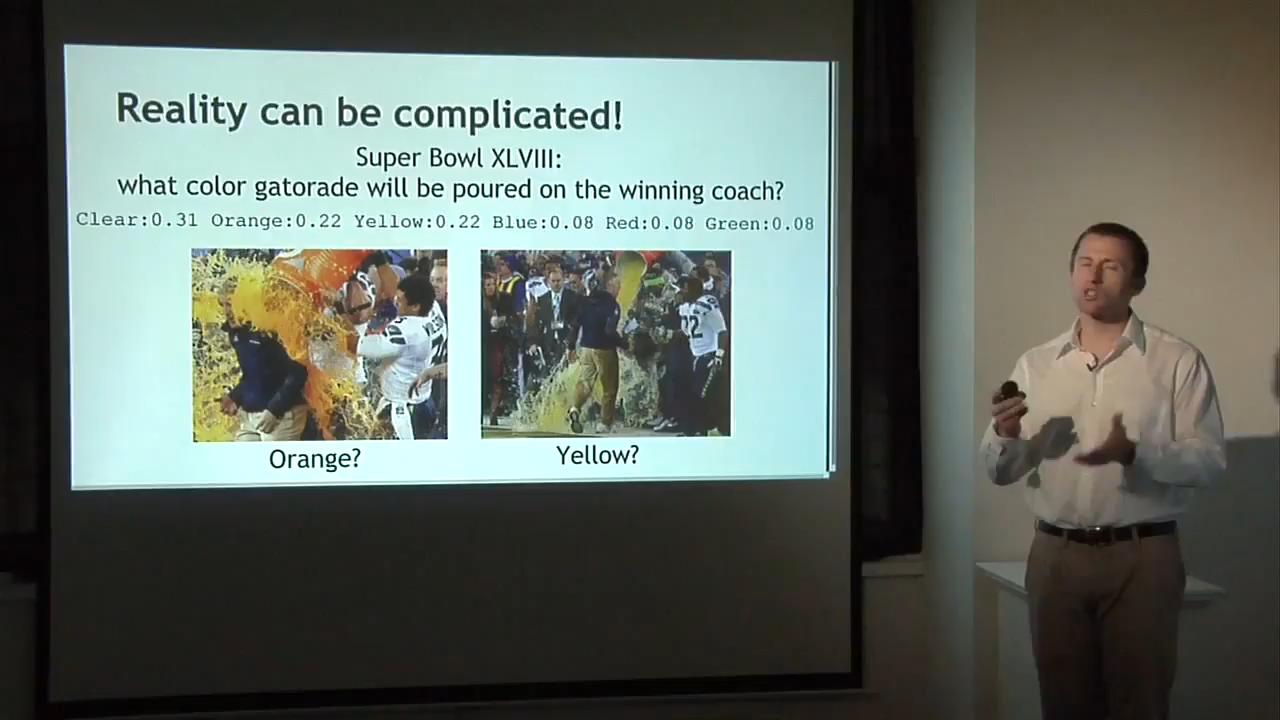 Reality can be complicated!
Super Bowl XLVIII:
what color gatorade will be poured on the winning coach?
Clear:0.31 Orange:0.22 Yellow:0.22 Blue:0.08 Red:0.08 Green:0.08
Orange?
Yellow?